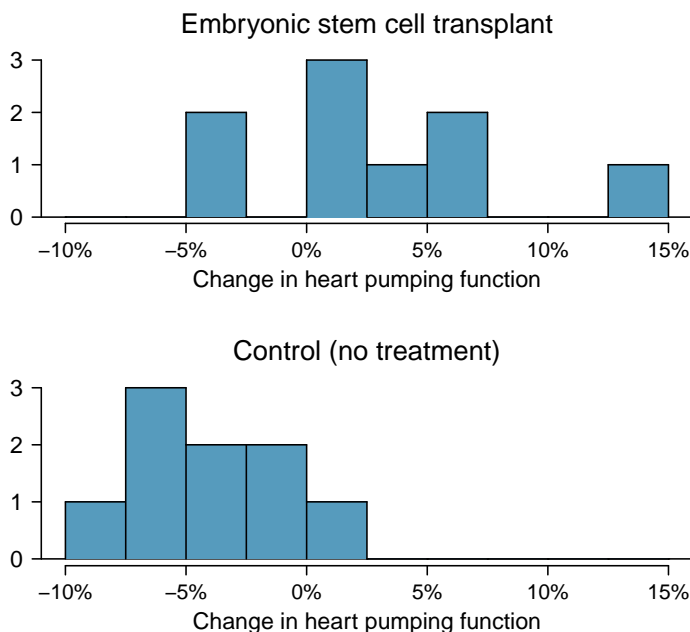 Embryonic stem cell transplant
3
2
1
0
−10% −5% 0% 5% 10% 15%
Change in heart pumping function
Control (no treatment)
3
2
1
0
−10% −5% 0% 5% 10% 15%
Change in heart pumping function